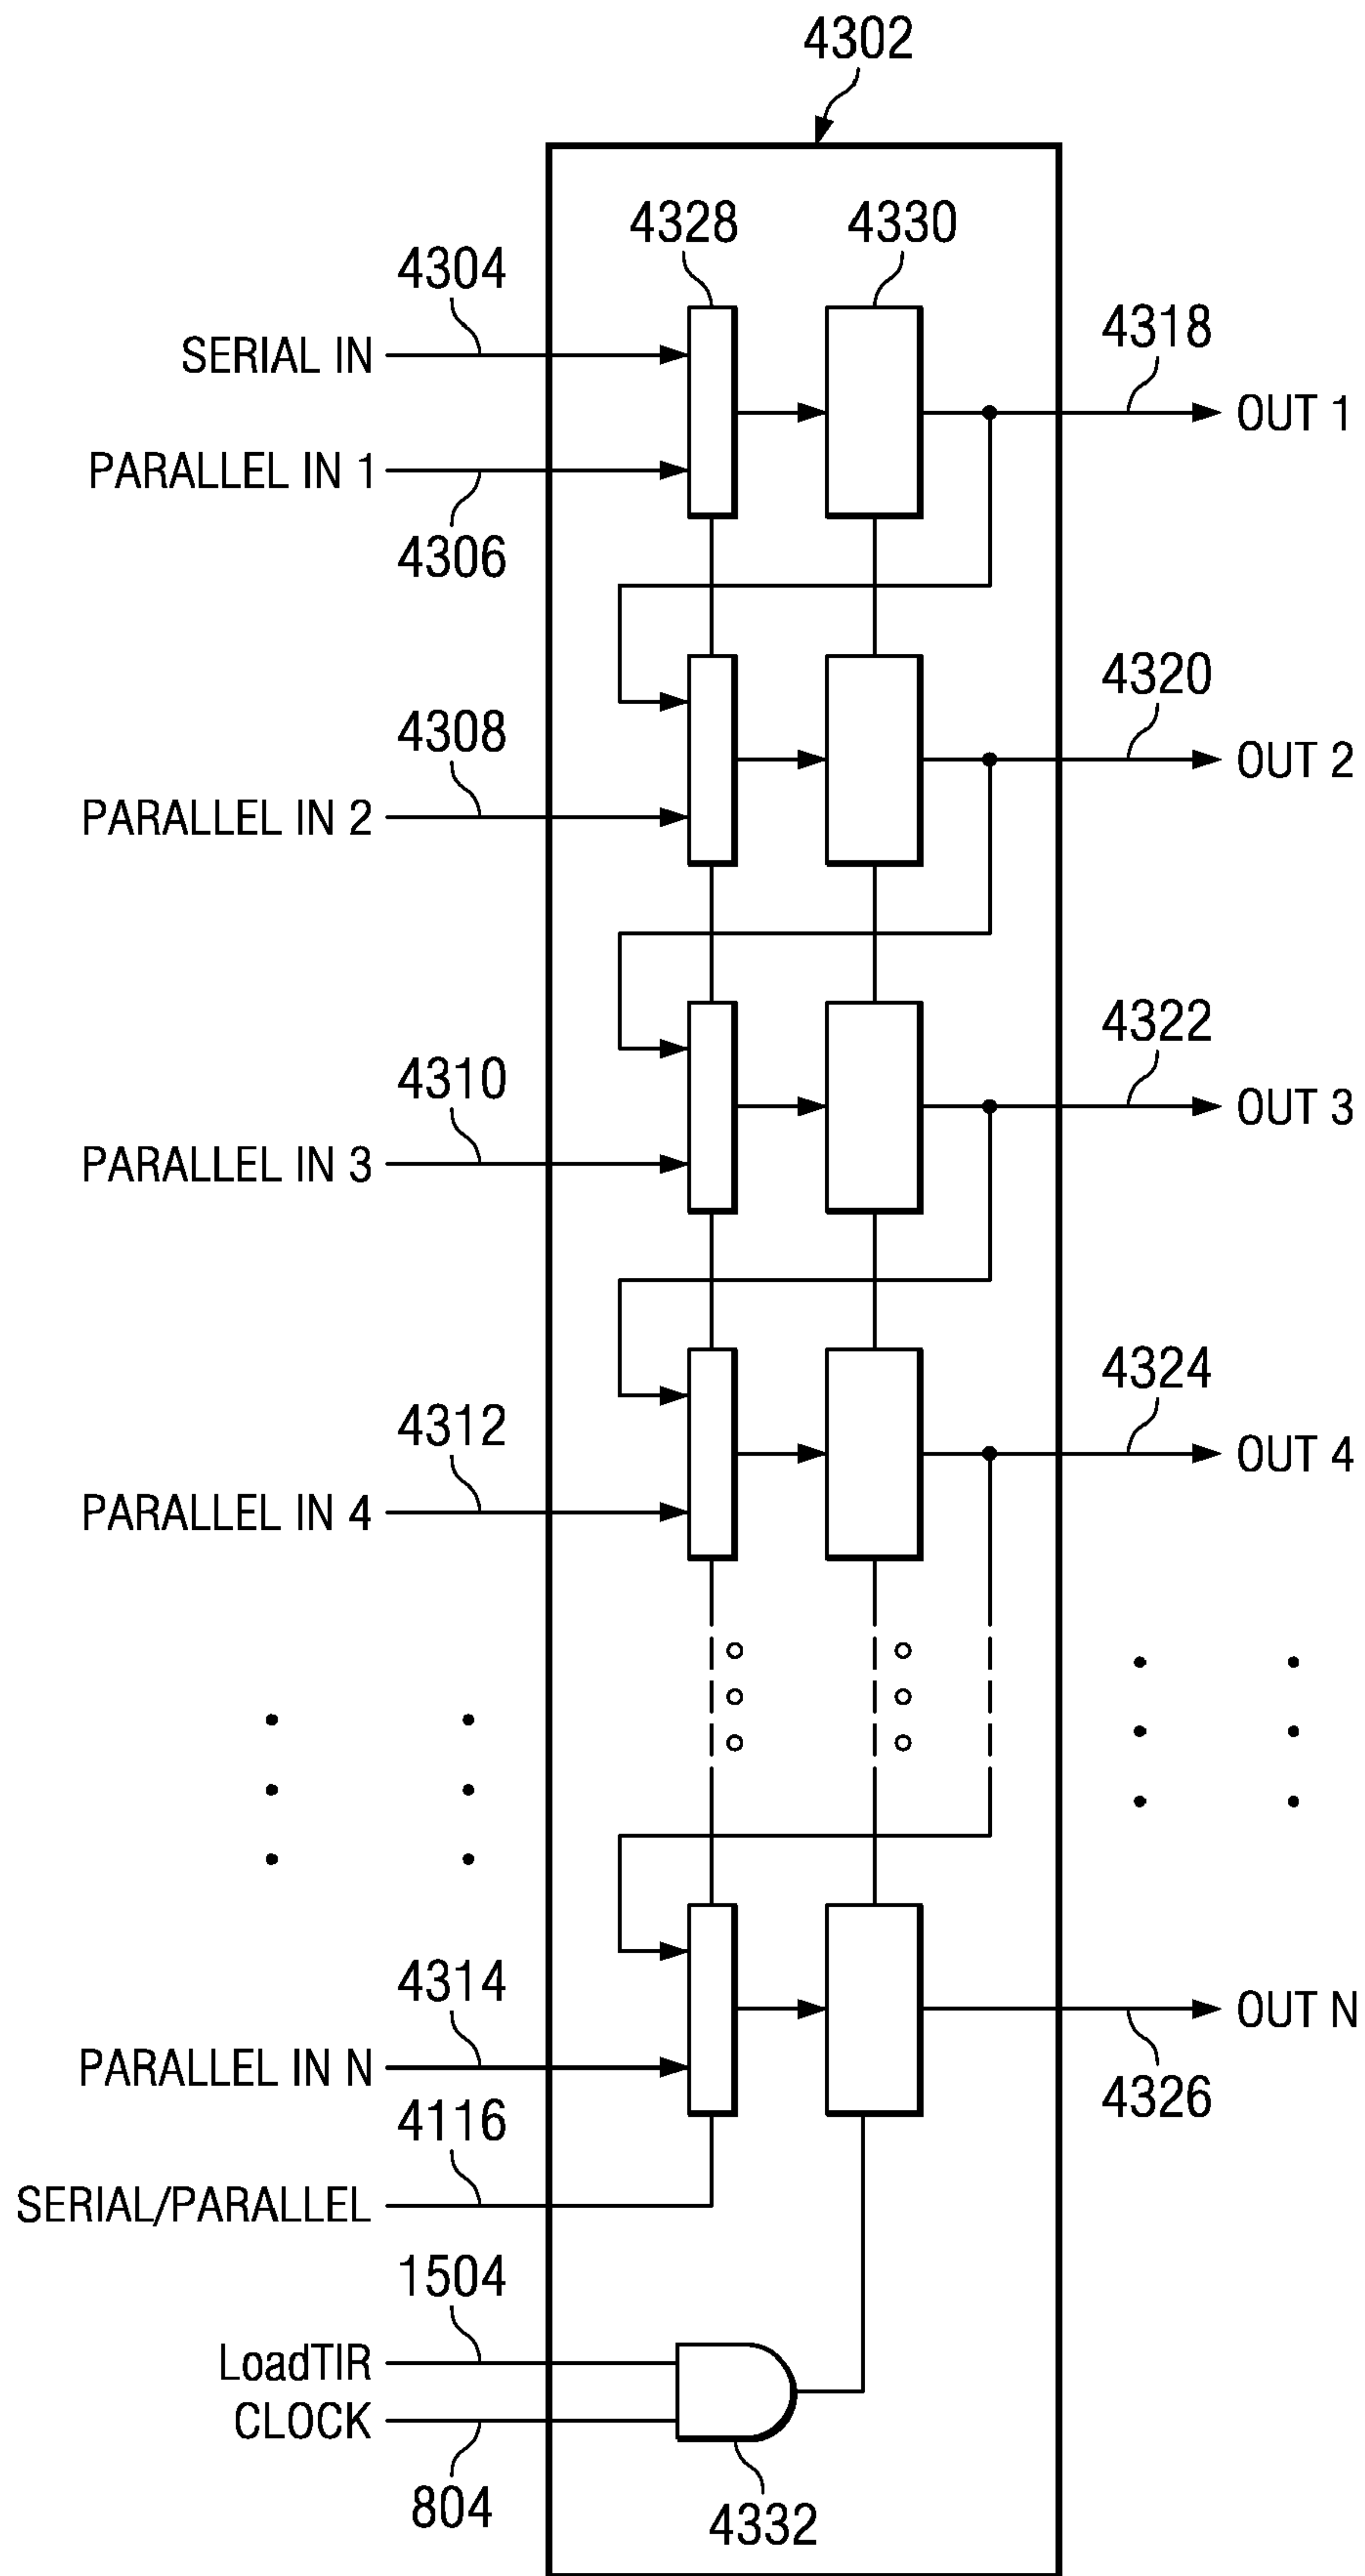 4302
4328 4330
4304
SERIAL IN
4318
OUT 1
PARALLEL IN 1
4306
4320
4308
OUT 2
PARALLEL IN 2
4322
4310
OUT 3
PARALLEL IN 3
4324
4312
OUT 4
PARALLEL IN 4
4314
OUT N
PARALLEL IN N
4326
4116
SERIAL/PARALLEL
1504
LoadTIR
CLOCK
804
4332